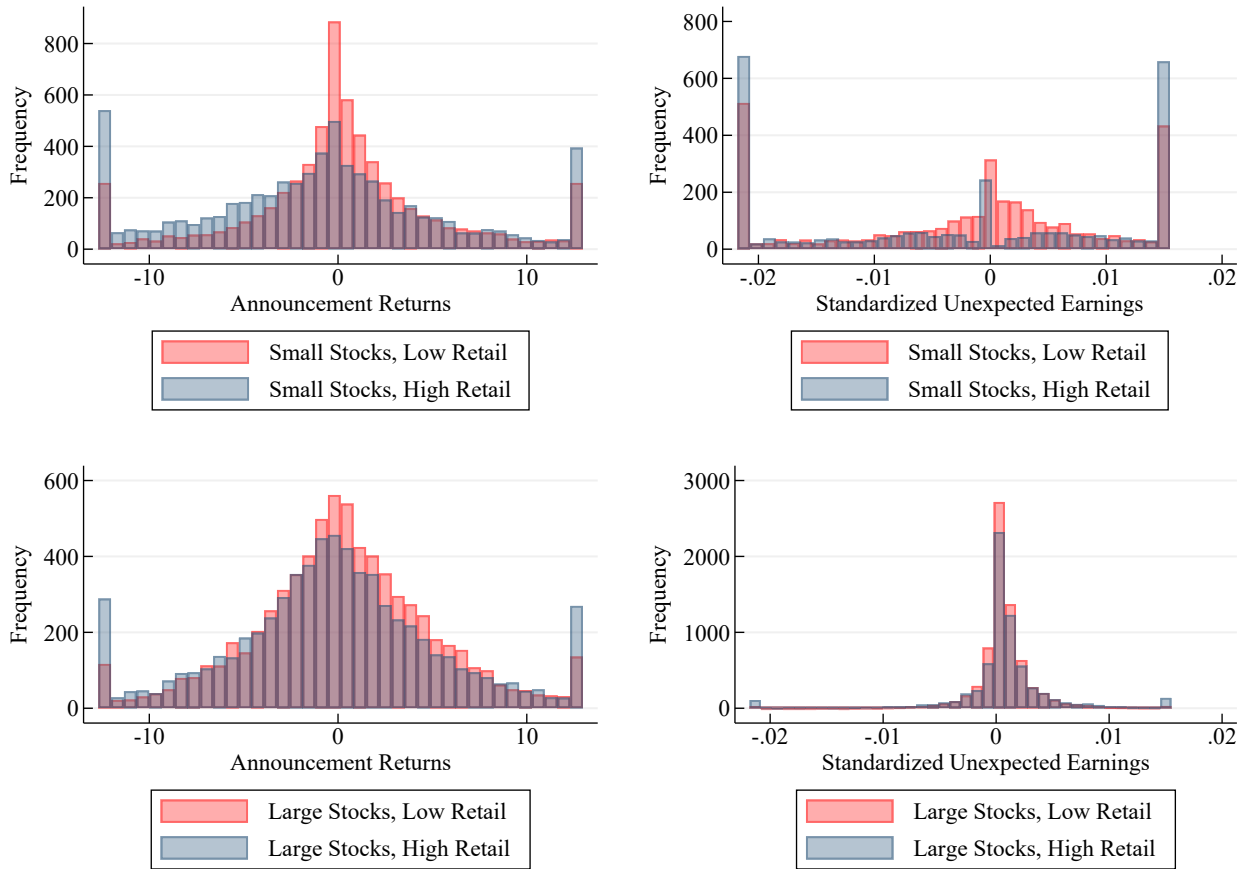 Frequency
800
600
400
200
0
-10
0
10
Announcement Returns
Small Stocks, Low Retail
Small Stocks, High Retail
Frequency
800
600
400
200
0
-.02
-.01
0
.01
.02
Standardized Unexpected Earnings
Small Stocks, Low Retail
Small Stocks, High Retail
Frequency
600
400
200
0
-10
0
10
Announcement Returns
Large Stocks, Low Retail
Large Stocks, High Retail
Frequency
3000
2000
1000
0
-.02
-.01
0
.01
.02
Standardized Unexpected Earnings
Large Stocks, Low Retail
Large Stocks, High Retail